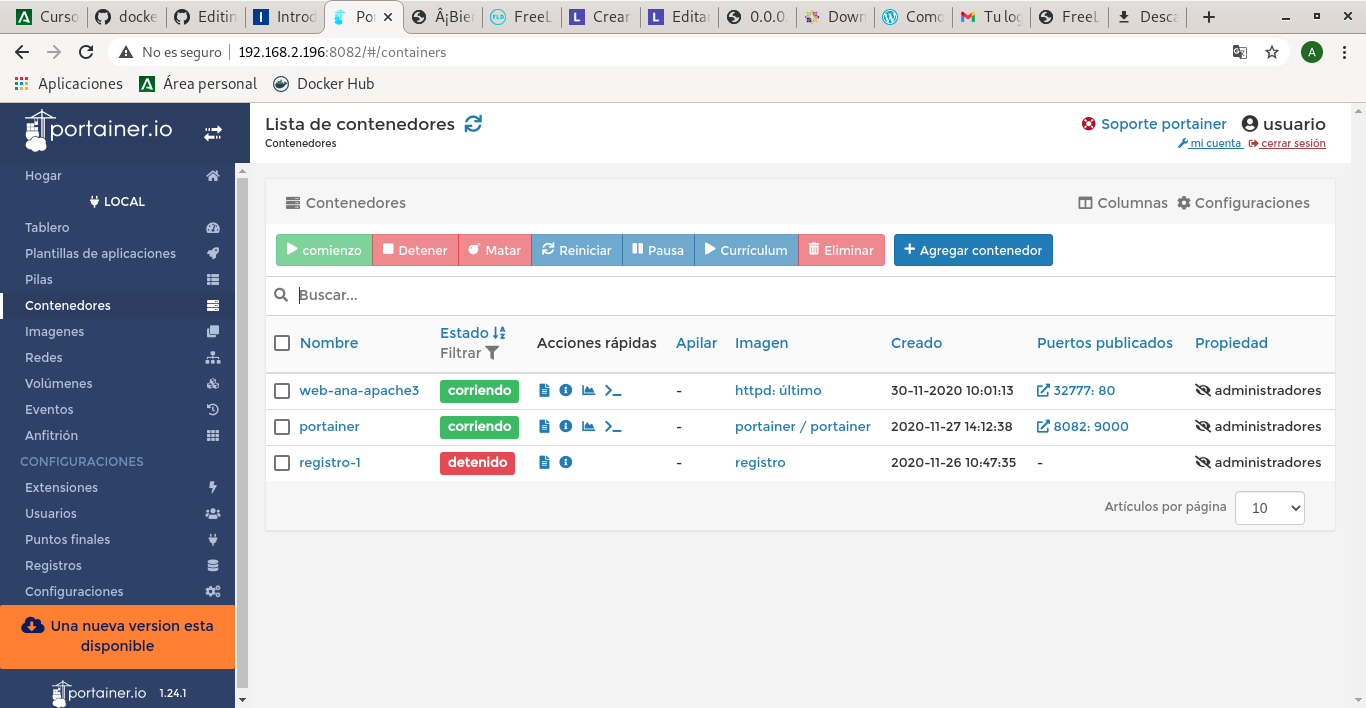 Curso
docke
Editin
Introd
Po
Â¡Bie
FreeL
Crear
Editar
0.0.0.
Down
Como
Tu log
FreeL
Desca
No es seguro
192.168.2.196:8082/#/containers
A
Aplicaciones
Área personal
Docker Hub
portainer.io
Lista de contenedores
Contenedores
Soporte portainer
usuario
mi cuenta
cerrar sesión
Hogar
LOCAL
Tablero
Plantillas de aplicaciones
Pilas
Contenedores
Imagenes
Redes
Volúmenes
Eventos
Anfitrión
CONFIGURACIONES
Extensiones
Usuarios
Puntos finales
Registros
Configuraciones
Una nueva version esta
disponible
portainer.io 1.24.1
Contenedores
Columnas
Configuraciones
comienzo
Detener
Matar
Reiniciar
Pausa
Currículum
Eliminar
+ Agregar contenedor
Buscar...
Nombre
Estado
Filtrar
Acciones rápidas
Apilar
Imagen
Creado
Puertos publicados
Propiedad
web-ana-apache3 corriendo - httpd: último 30-11-2020 10:01:13 32777: 80 administradores
portainer corriendo - portainer / portainer 2020-11-27 14:12:38 8082: 9000 administradores
registro-1 detenido - registro 2020-11-26 10:47:35 - administradores
Artículos por página 10